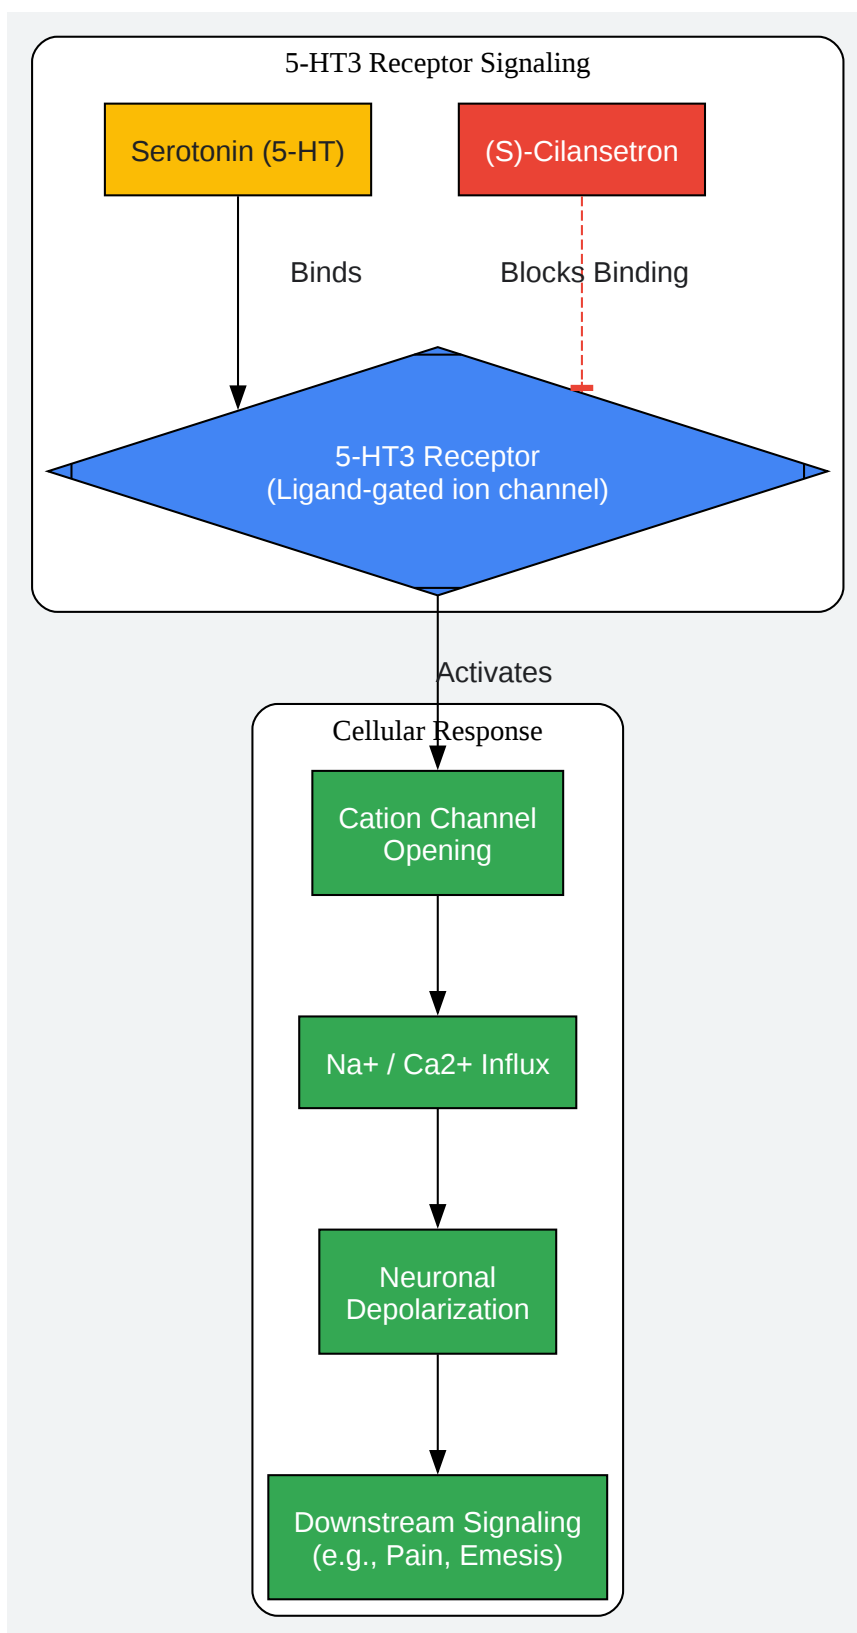 5-HT3 Receptor Signaling
Serotonin (5-HT)
(S)-Cilansetron
Binds
Blocks Binding
5-HT3 Receptor
(Ligand-gated ion channel)
Activates
Cellular Response
Cation Channel
Opening
Na+ / Ca2+ Influx
Neuronal
Depolarization
Downstream Signaling
(e.g., Pain, Emesis)